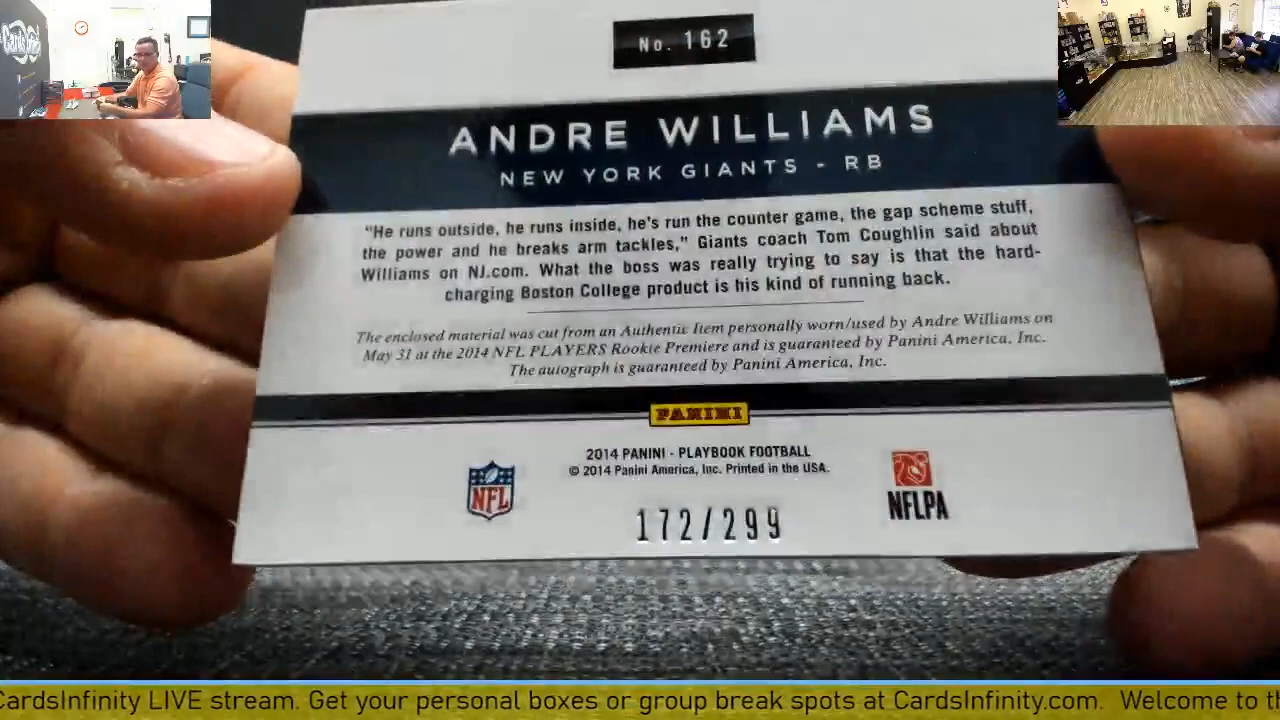 No. 162
ANDRE WILLIAMS
NEW YORK GIANTS - RB
"He runs outside, he runs inside, he's run the counter game, the gap scheme stuff,
the power and he breaks arm tackles," Giants coach Tom Coughlin said about
Williams on NJ.com. What the boss was really trying to say is that the hard-
charging Boston College product is his kind of running back.
The enclosed material was cut from an Authentic Item personally worn/used by Andre Williams on
May 31 at the 2014 NFL PLAYERS Rookie Premiere and is guaranteed by Panini America, Inc.
The autograph is guaranteed by Panini America, Inc.
PANINI
2014 PANINI - PLAYBOOK FOOTBALL
© 2014 Panini America, Inc. Printed in the USA.
NFL
NFLPA
172/299
CardsInfinity LIVE stream. Get your personal boxes or group break spots at CardsInfinity.com. Welcome to th